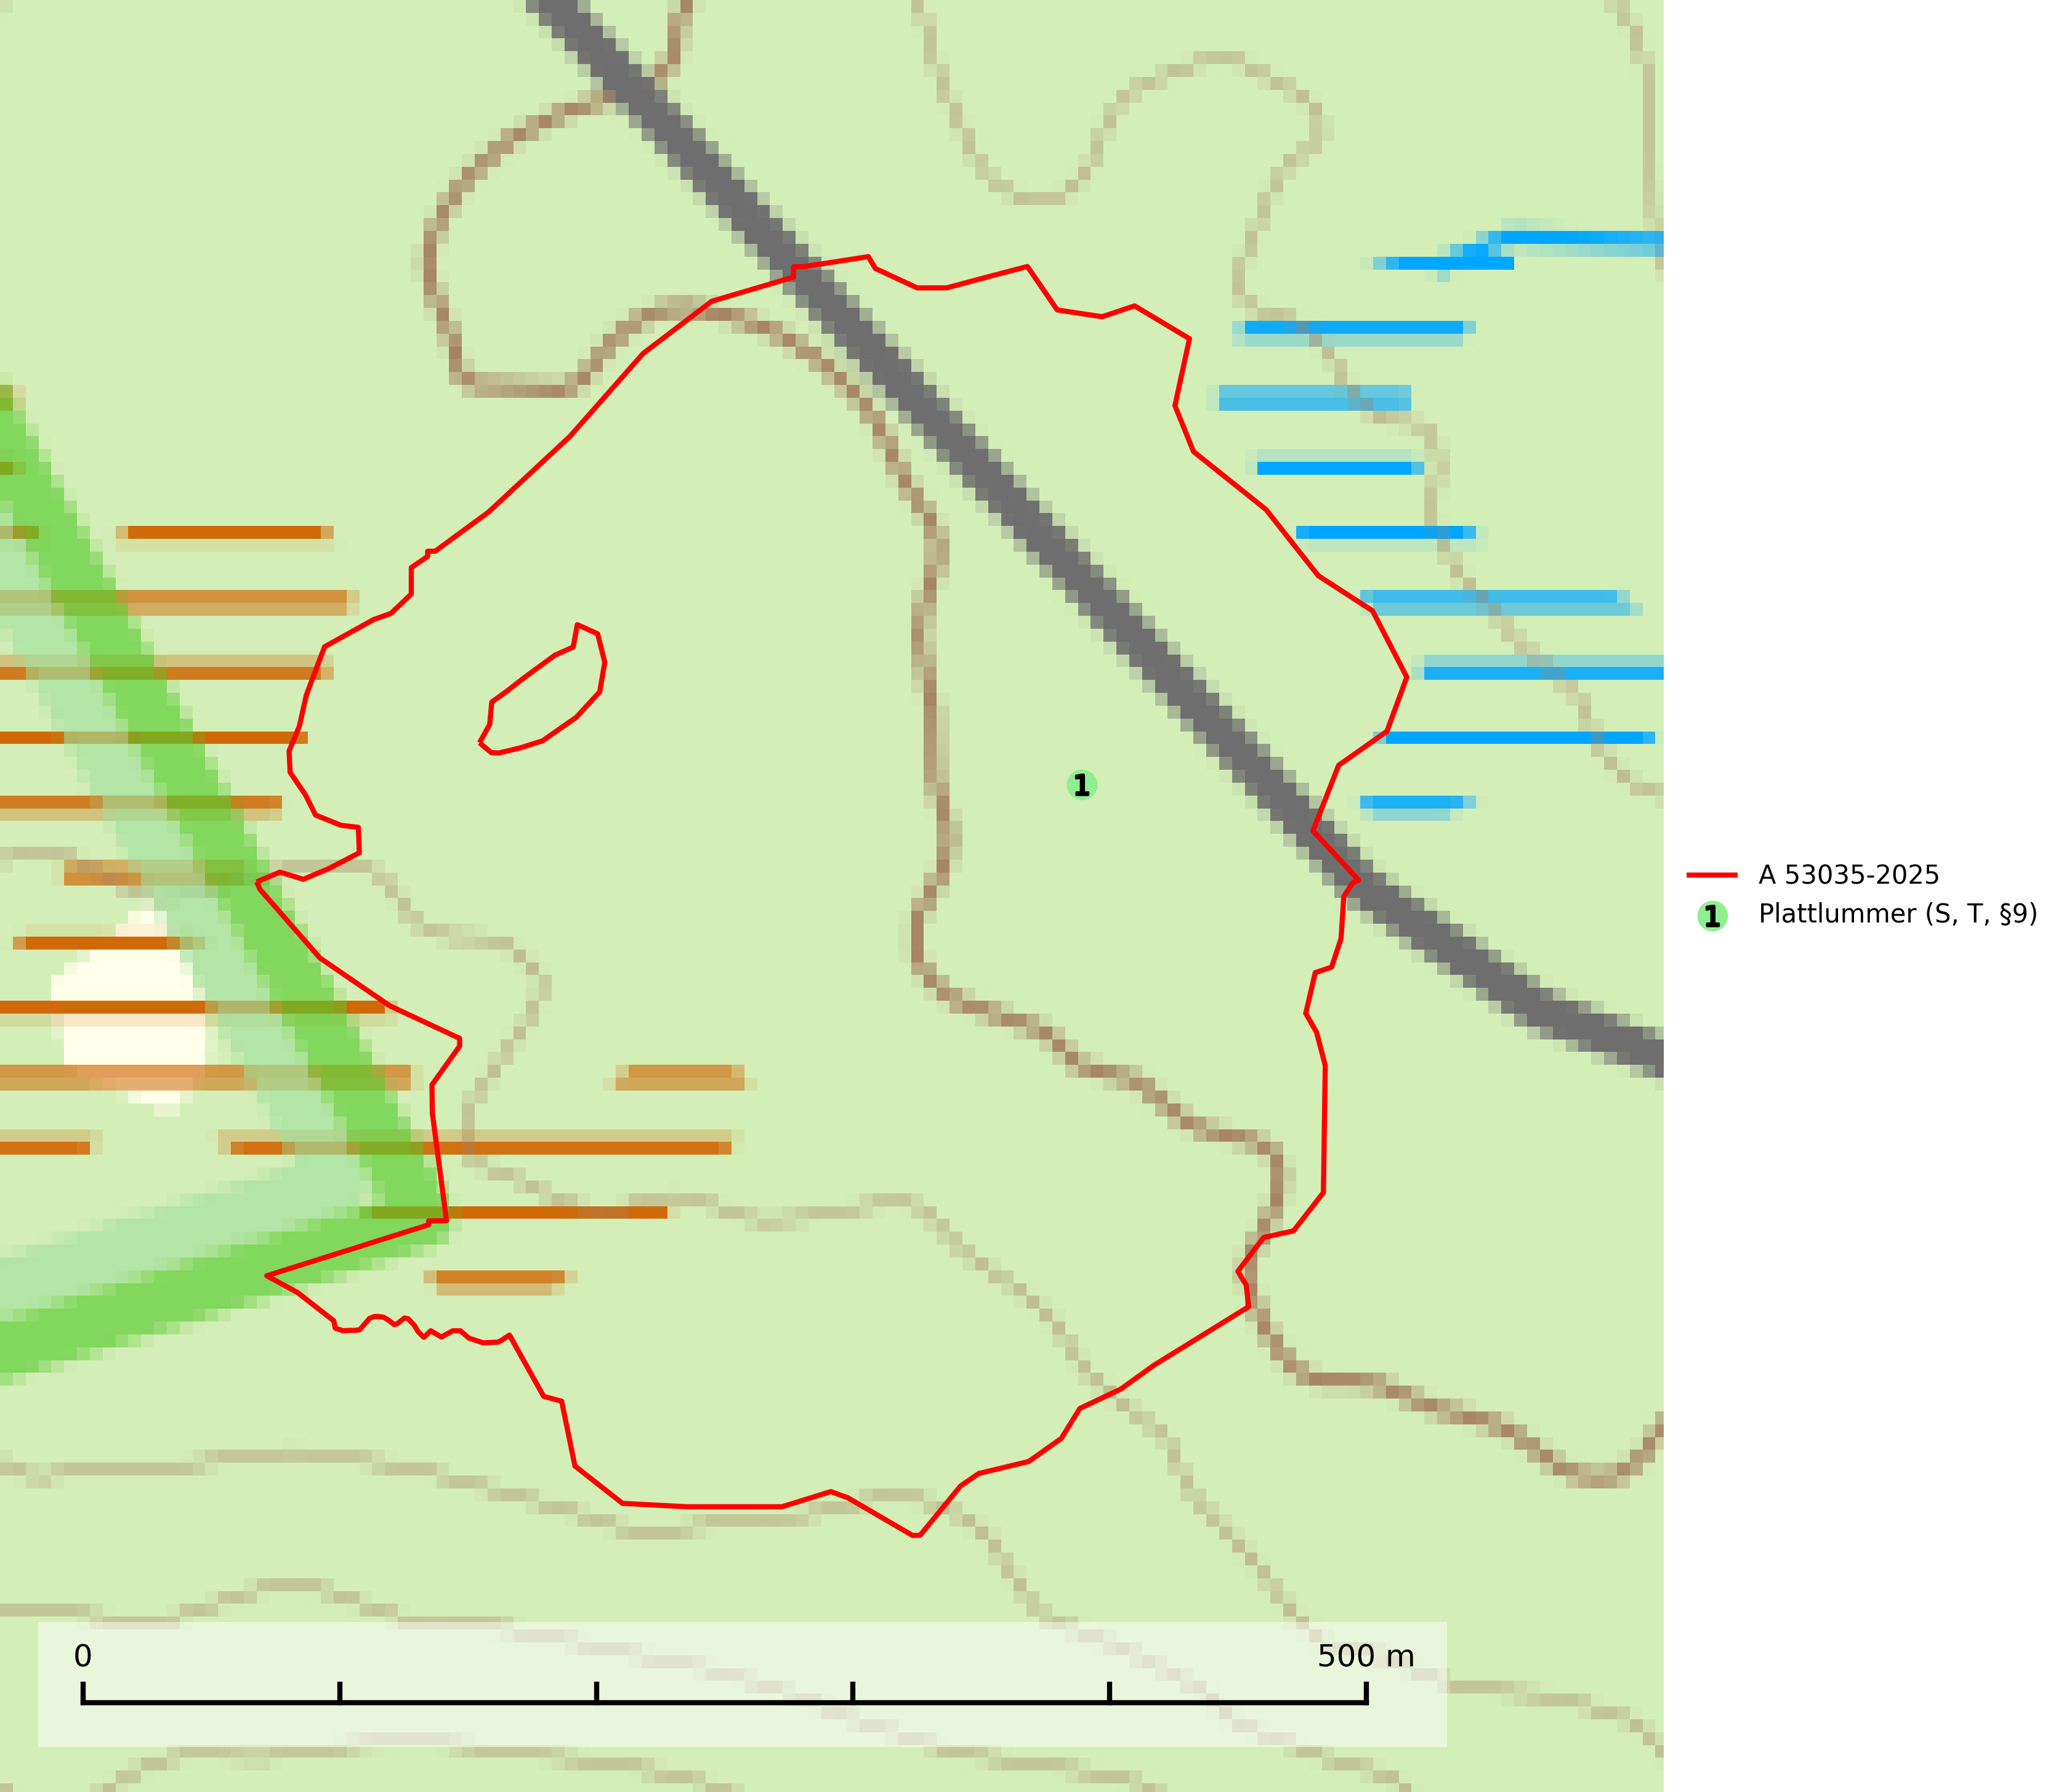 1
A 53035-2025
1 Plattlummer (S, T, §9)
0 500 m